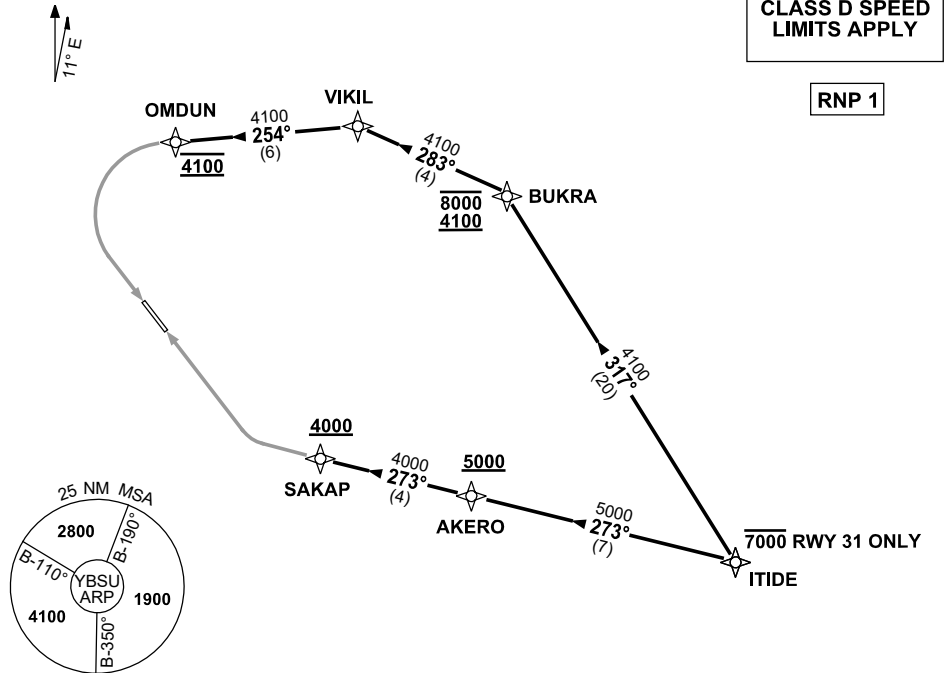 CLASS D SPEED
LIMITS APPLY
RNP 1
11° E
OMDUN
4100
VIKIL
4100
254°
(6)
4100
283°
(4)
BUKRA
8000
4100
4100
317°
(20)
4000
SAKAP
4000
273°
(4)
5000
AKERO
5000
273°
(7)
7000 RWY 31 ONLY
ITIDE
25 NM MSA
2800
B-190°
B-110°
YBSU
ARP
1900
4100
B-350°